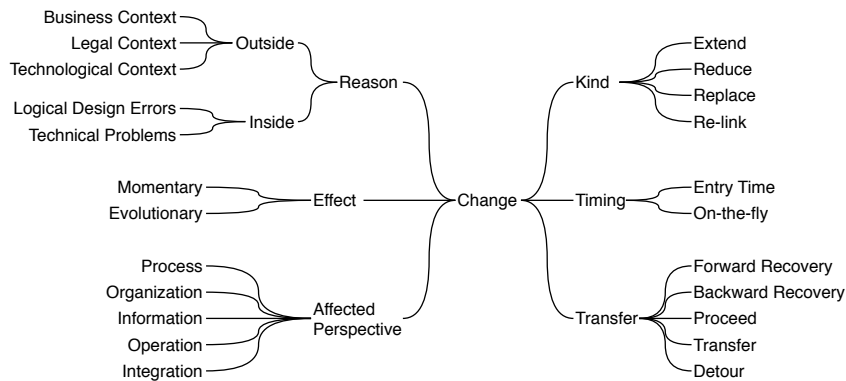 Business Context
Legal Context
Technological Context
Outside
Logical Design Errors
Technical Problems
Inside
Reason
Momentary
Evolutionary
Effect
Process
Organization
Information
Operation
Integration
Affected
Perspective
Change
Kind
Extend
Reduce
Replace
Re-link
Timing
Entry Time
On-the-fly
Transfer
Forward Recovery
Backward Recovery
Proceed
Transfer
Detour